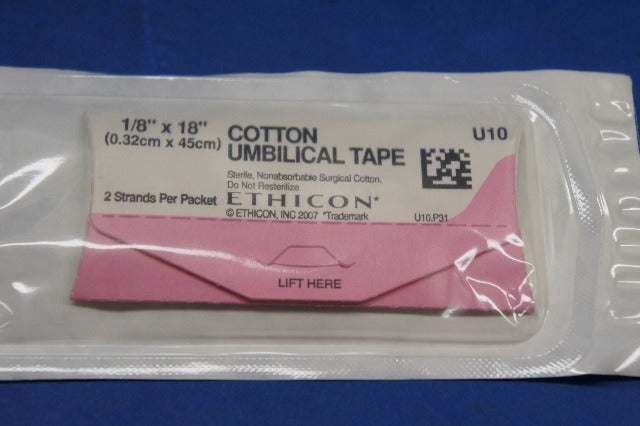 1/8" x 18"
(0.32cm x 45cm)
COTTON
UMBILICAL TAPE
U10
Sterile, Nonabsorbable Surgical Cotton.
Do Not Resterilize
2 Strands Per Packet
ETHICON*
© ETHICON, INC 2007 *Trademark
U10.P31
LIFT HERE